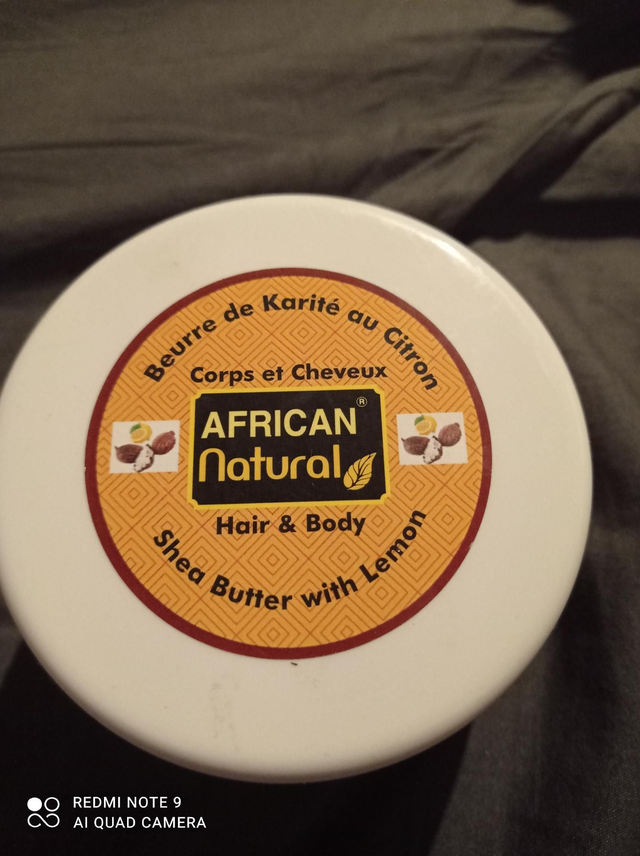 Beurre de Karité au Citron
Corps et Cheveux
AFRICAN ®
Natural
Hair & Body
Shea Butter with Lemon
REDMI NOTE 9
AI QUAD CAMERA